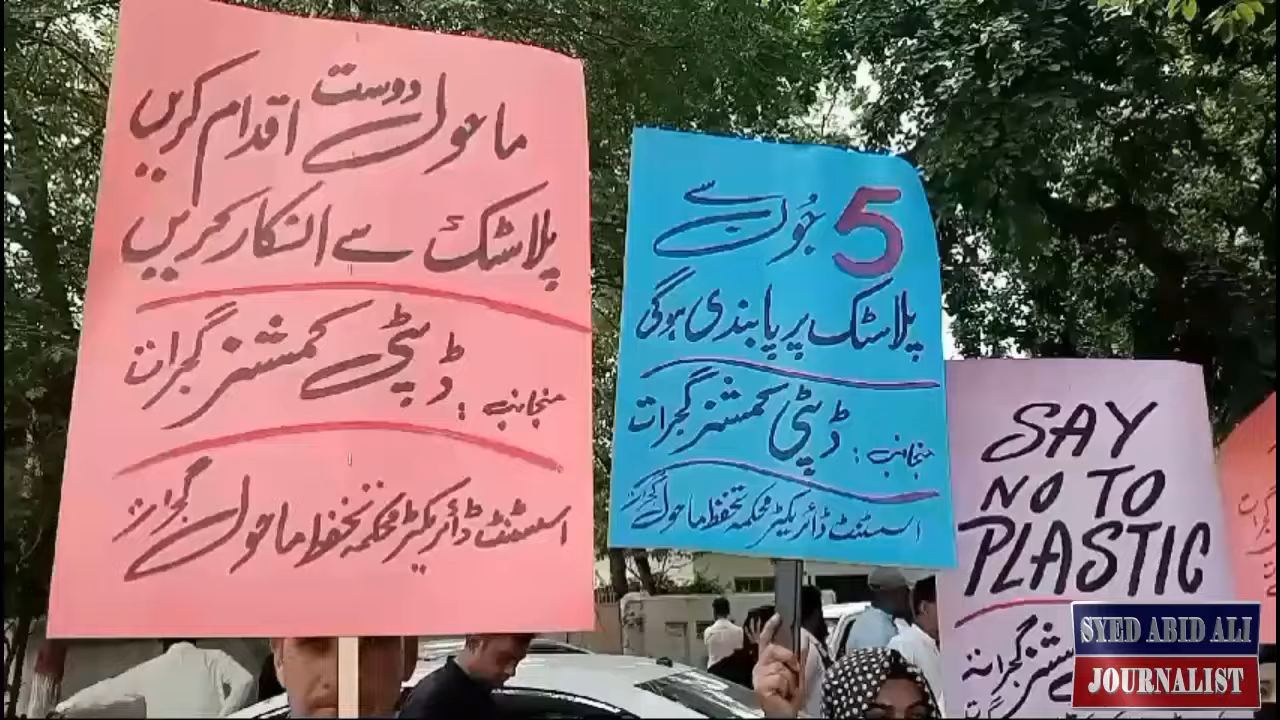 ماحول دوست اقدام کریں
پلاسٹک سے انکار کریں
منجانب: ڈپٹی کمشنر گجرات
اسسٹنٹ ڈائریکٹر محکمہ تحفظ ماحول گجرات
5 جُون سے
پلاسٹک پر پابندی ہوگی
منجانب: ڈپٹی کمشنر گجرات
اسسٹنٹ ڈائریکٹر محکمہ تحفظ ماحول گجرات
SAY
NO TO
PLASTIC
گجرات
SYED ABID ALI
JOURNALIST